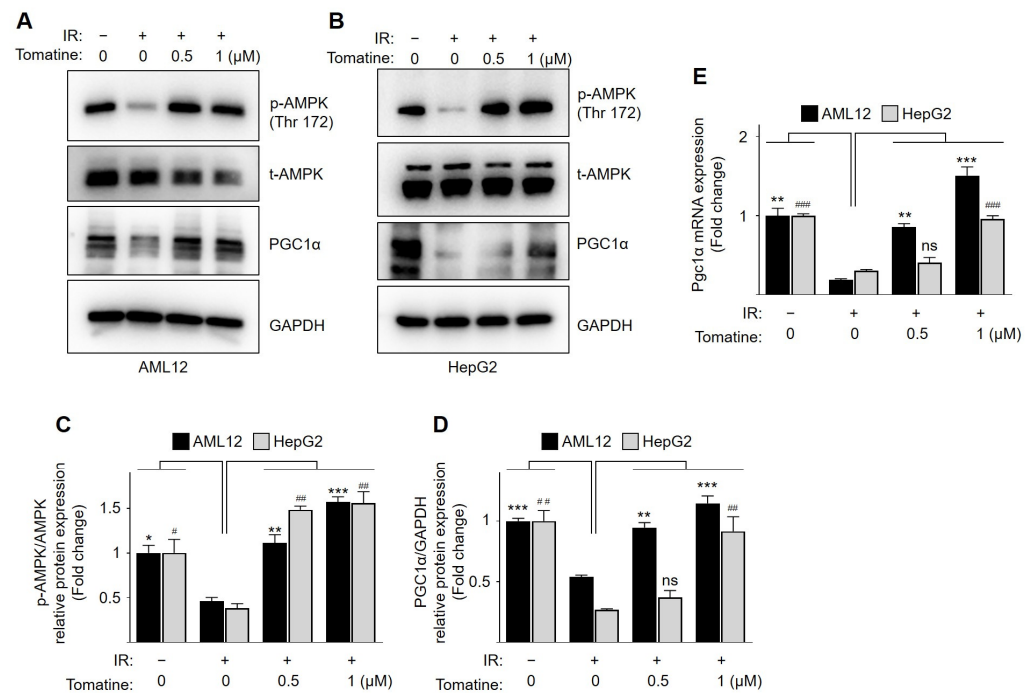 A
IR: – + + +
Tomatine: 0 0 0.5 1 (μM)
p-AMPK
(Thr 172)
t-AMPK
PGC1α
GAPDH
AML12
B
IR: – + + +
Tomatine: 0 0 0.5 1 (μM)
p-AMPK
(Thr 172)
t-AMPK
PGC1α
GAPDH
HepG2
E
AML12 HepG2
Pgc1α mRNA expression
(Fold change)
2
1
** ### ** ns *** ###
IR: – + + +
Tomatine: 0 0 0.5 1 (μM)
C
AML12 HepG2
p-AMPK/AMPK
relative protein expression
(Fold change)
1.5
1
0.5
* # ** ## *** ##
IR: – + + +
Tomatine: 0 0 0.5 1 (μM)
D
AML12 HepG2
PGC1α/GAPDH
relative protein expression
(Fold change)
1
0.5
*** ## ** ns *** ##
IR: – + + +
Tomatine: 0 0 0.5 1 (μM)